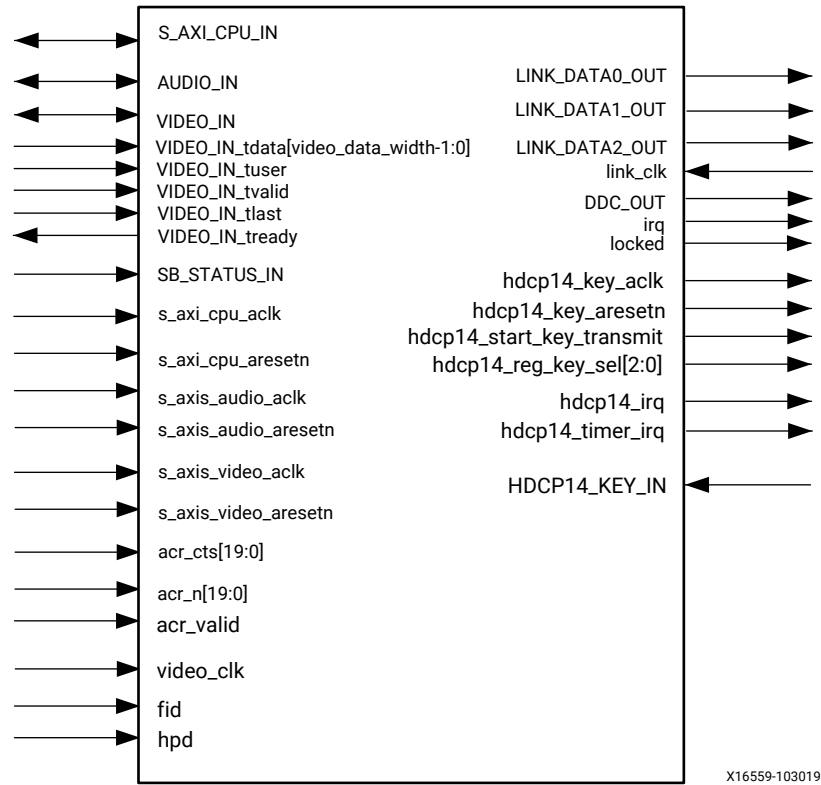 S_AXI_CPU_IN
AUDIO_IN
VIDEO_IN
VIDEO_IN_tdata[video_data_width-1:0]
VIDEO_IN_tuser
VIDEO_IN_tvalid
VIDEO_IN_tlast
VIDEO_IN_tready
SB_STATUS_IN
s_axi_cpu_aclk
s_axi_cpu_aresetn
s_axis_audio_aclk
s_axis_audio_aresetn
s_axis_video_aclk
s_axis_video_aresetn
acr_cts[19:0]
acr_n[19:0]
acr_valid
video_clk
fid
hpd
LINK_DATA0_OUT
LINK_DATA1_OUT
LINK_DATA2_OUT
link_clk
DDC_OUT
irq
locked
hdcp14_key_aclk
hdcp14_key_aresetn
hdcp14_start_key_transmit
hdcp14_reg_key_sel[2:0]
hdcp14_irq
hdcp14_timer_irq
HDCP14_KEY_IN
X16559-103019